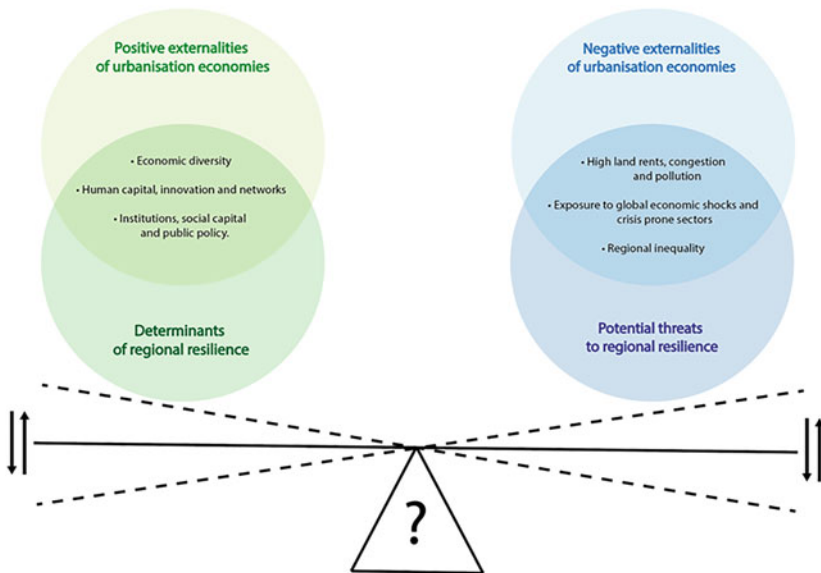 Positive externalities
of urbanisation economies
• Economic diversity
• Human capital, innovation and networks
• Institutions, social capital
and public policy.
Determinants
of regional resilience
Negative externalities
of urbanisation economies
• High land rents, congestion
and pollution
• Exposure to global economic shocks and
crisis prone sectors
• Regional inequality
Potential threats
to regional resilience
?